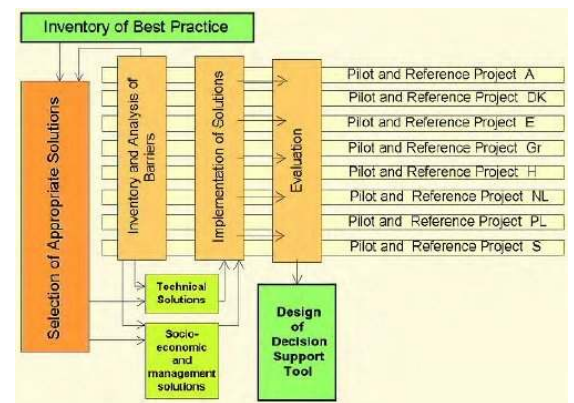 Inventory of Best Practice
Selection of Appropriate Solutions
Inventory and Analysis of
Barriers
Implementation of Solutions
Evaluation
Pilot and Reference Project A
Pilot and Reference Project DK
Pilot and Reference Project E
Pilot and Reference Project Gr
Pilot and Reference Project H
Pilot and Reference Project NL
Pilot and Reference Project PL
Pilot and Reference Project S
Technical
Solutions
Socio-
economic
and
management
solutions
Design
of
Decision
Support
Tool